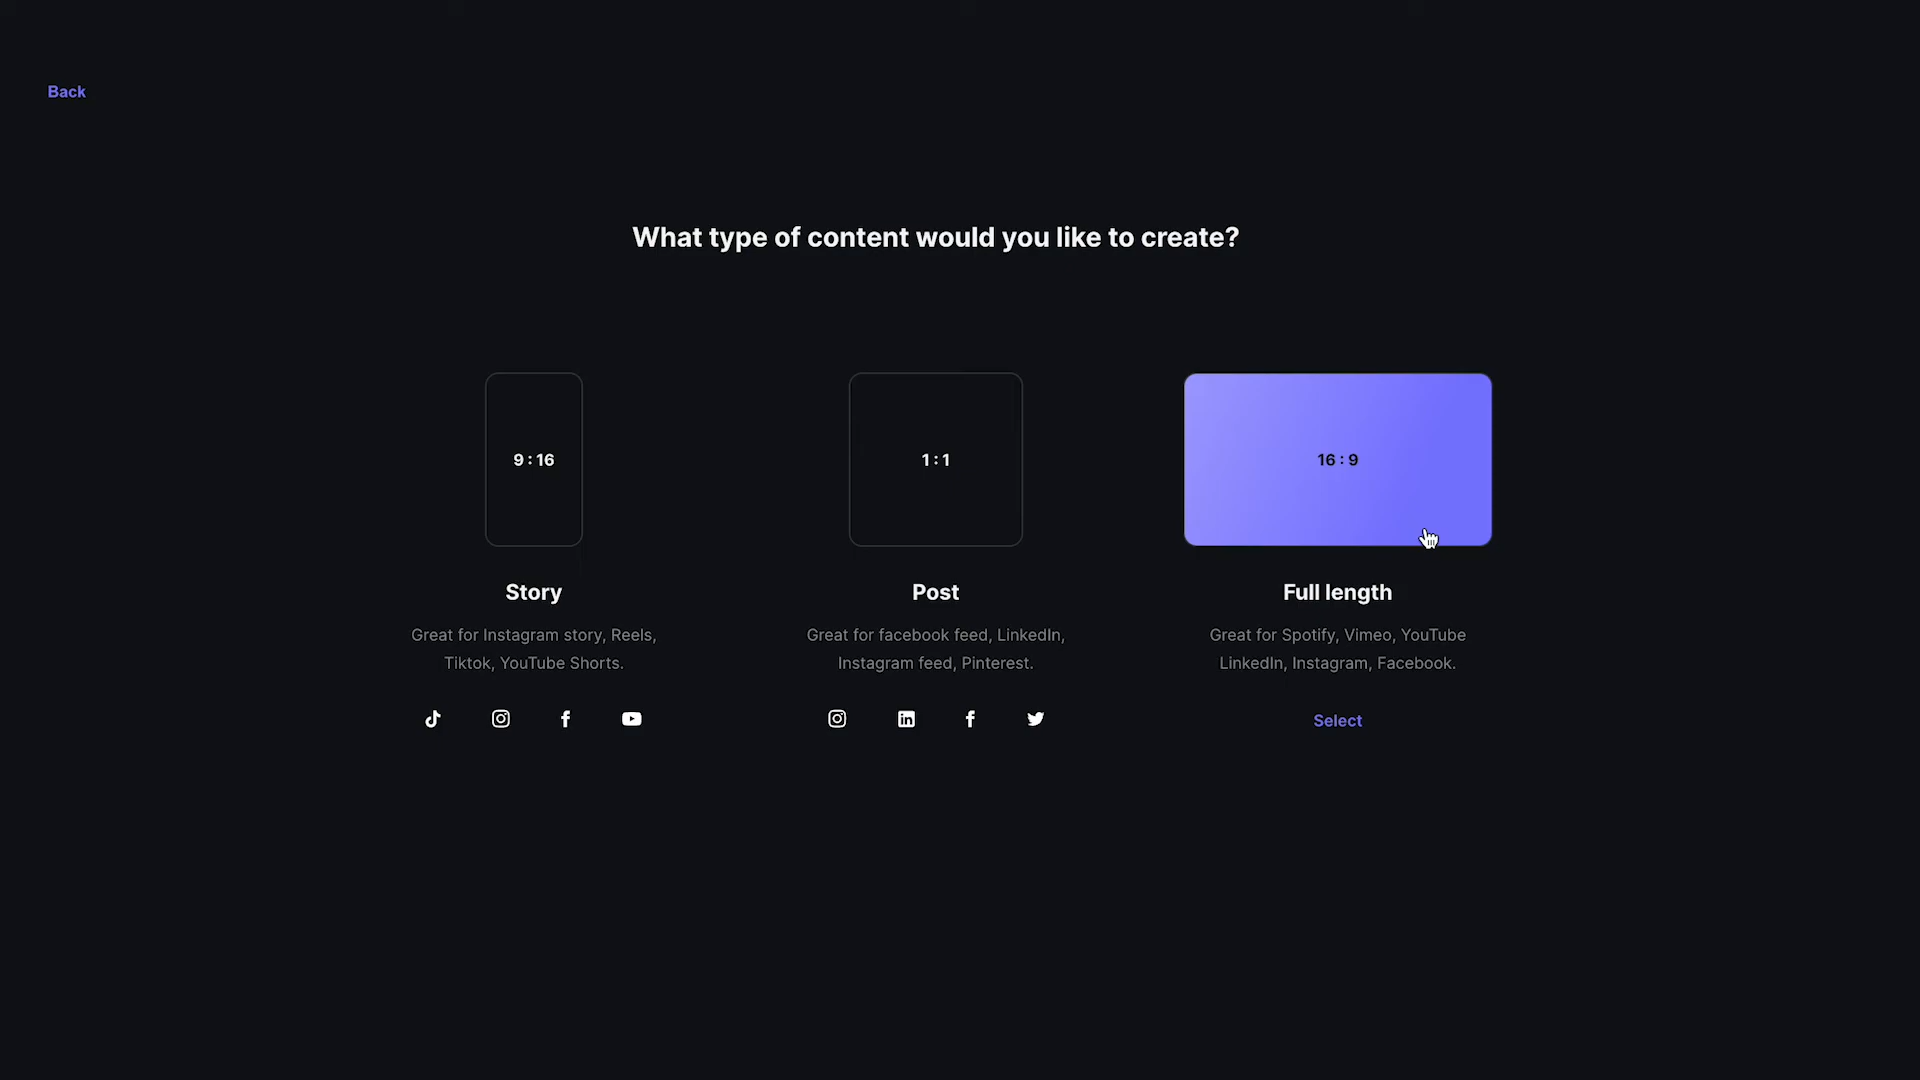 Back
What type of content would you like to create?
9 : 16
1 : 1
16 : 9
Story
Great for Instagram story, Reels,
Tiktok, YouTube Shorts.
Post
Great for facebook feed, LinkedIn,
Instagram feed, Pinterest.
Full length
Great for Spotify, Vimeo, YouTube
LinkedIn, Instagram, Facebook.
Select